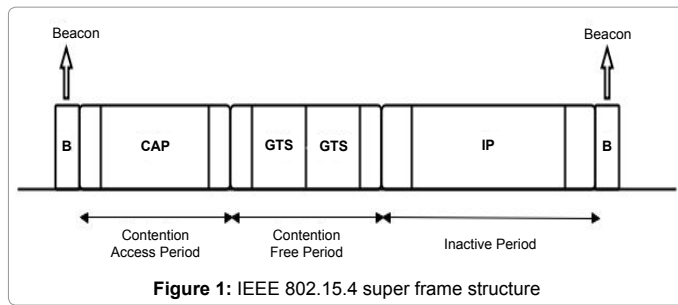 Beacon
Beacon
B
CAP
GTS
GTS
IP
B
Contention
Access Period
Contention
Free Period
Inactive Period
Figure 1: IEEE 802.15.4 super frame structure